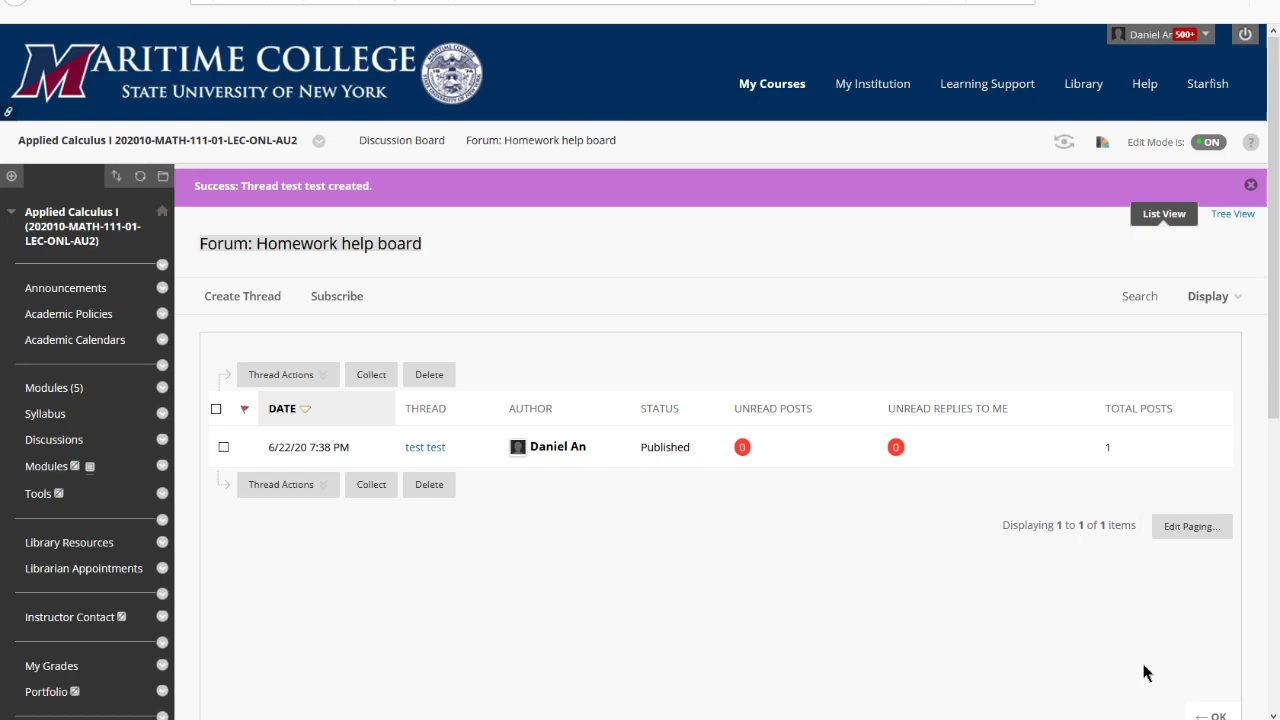 Daniel Ar 500+
MARITIME COLLEGE
STATE UNIVERSITY OF NEW YORK
My Courses My Institution Learning Support Library Help Starfish
Applied Calculus I 202010-MATH-111-01-LEC-ONL-AU2 Discussion Board Forum: Homework help board Edit Mode is: ON ?
Success: Thread test test created.
List View Tree View
Applied Calculus I
(202010-MATH-111-01-
LEC-ONL-AU2)
Forum: Homework help board
Announcements
Create Thread Subscribe Search Display
Academic Policies
Academic Calendars
Thread Actions Collect Delete
Modules (5)
DATE THREAD AUTHOR STATUS UNREAD POSTS UNREAD REPLIES TO ME TOTAL POSTS
Syllabus
Discussions
6/22/20 7:38 PM test test Daniel An Published 0 0 1
Modules
Thread Actions Collect Delete
Tools
Displaying 1 to 1 of 1 items Edit Paging...
Library Resources
Librarian Appointments
Instructor Contact
My Grades
Portfolio
← OK